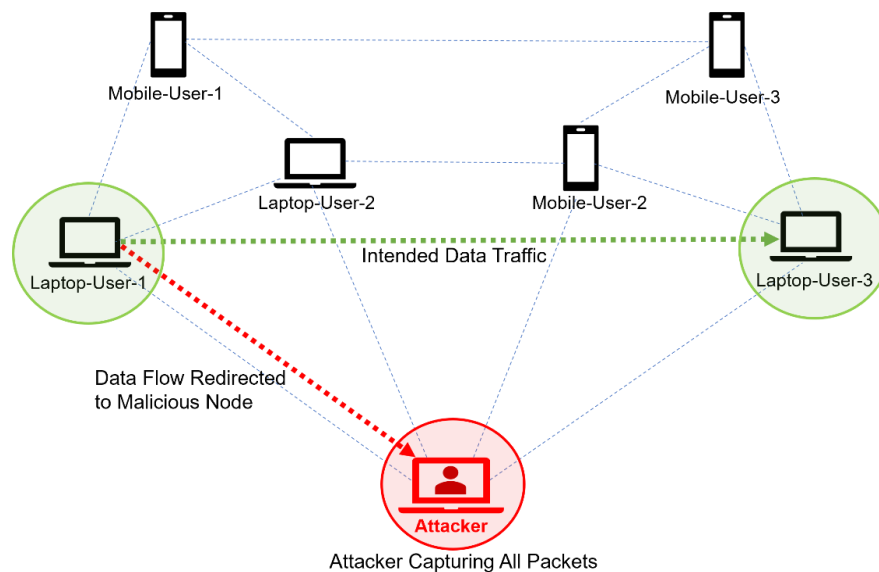 Mobile-User-1
Mobile-User-3
Laptop-User-2
Mobile-User-2
Laptop-User-1
Intended Data Traffic
Laptop-User-3
Data Flow Redirected
to Malicious Node
Attacker
Attacker Capturing All Packets